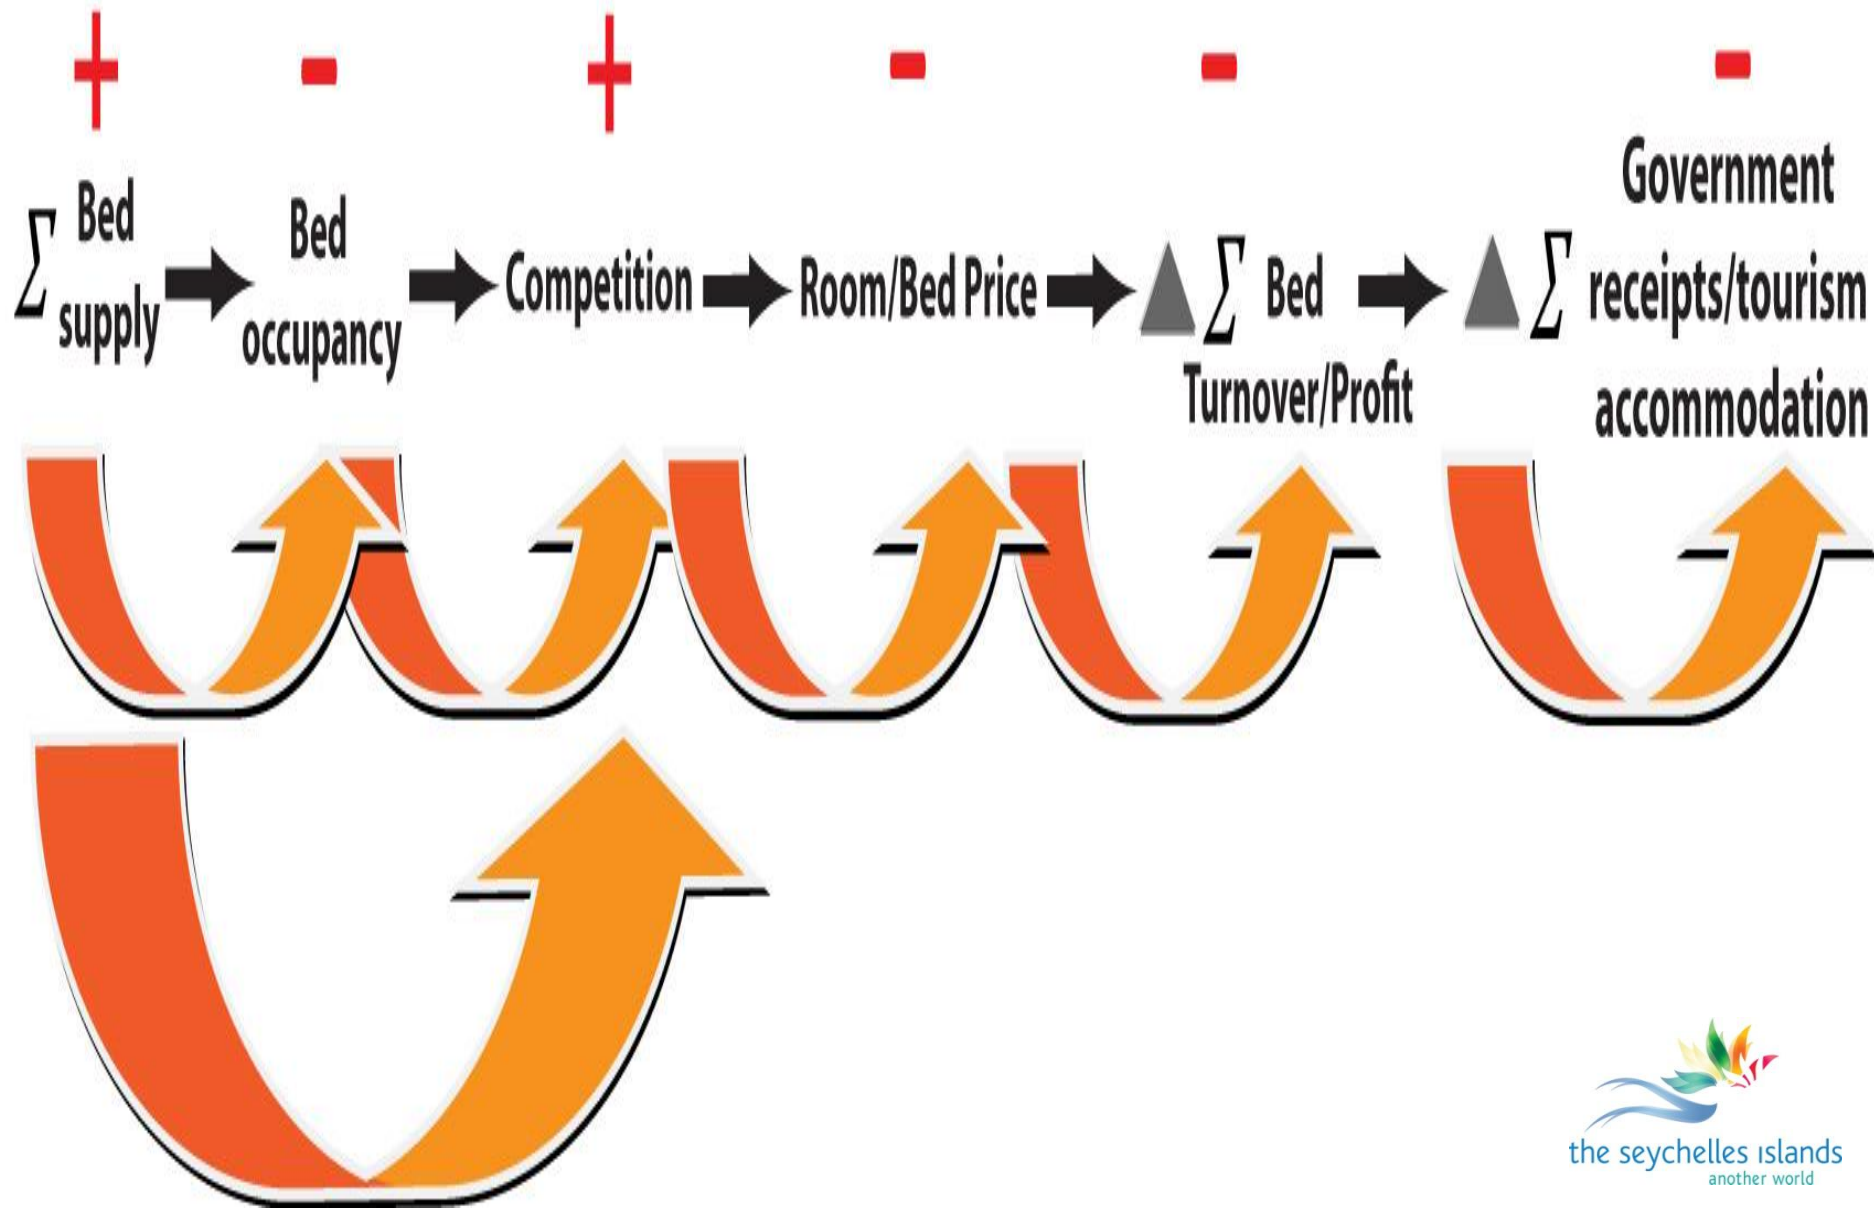 + - + - - -
Σ Bed supply
Bed occupancy
Competition
Room/Bed Price
Σ Bed
Turnover/Profit
Σ Government
receipts/tourism
accommodation
the seychelles ıslands
another world